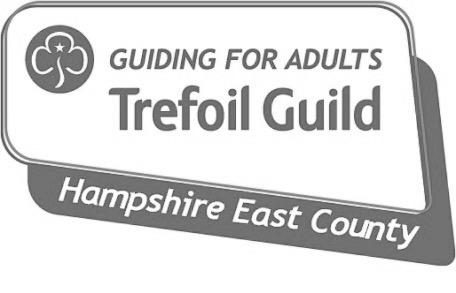 GUIDING FOR ADULTS
Trefoil Guild
Hampshire East County